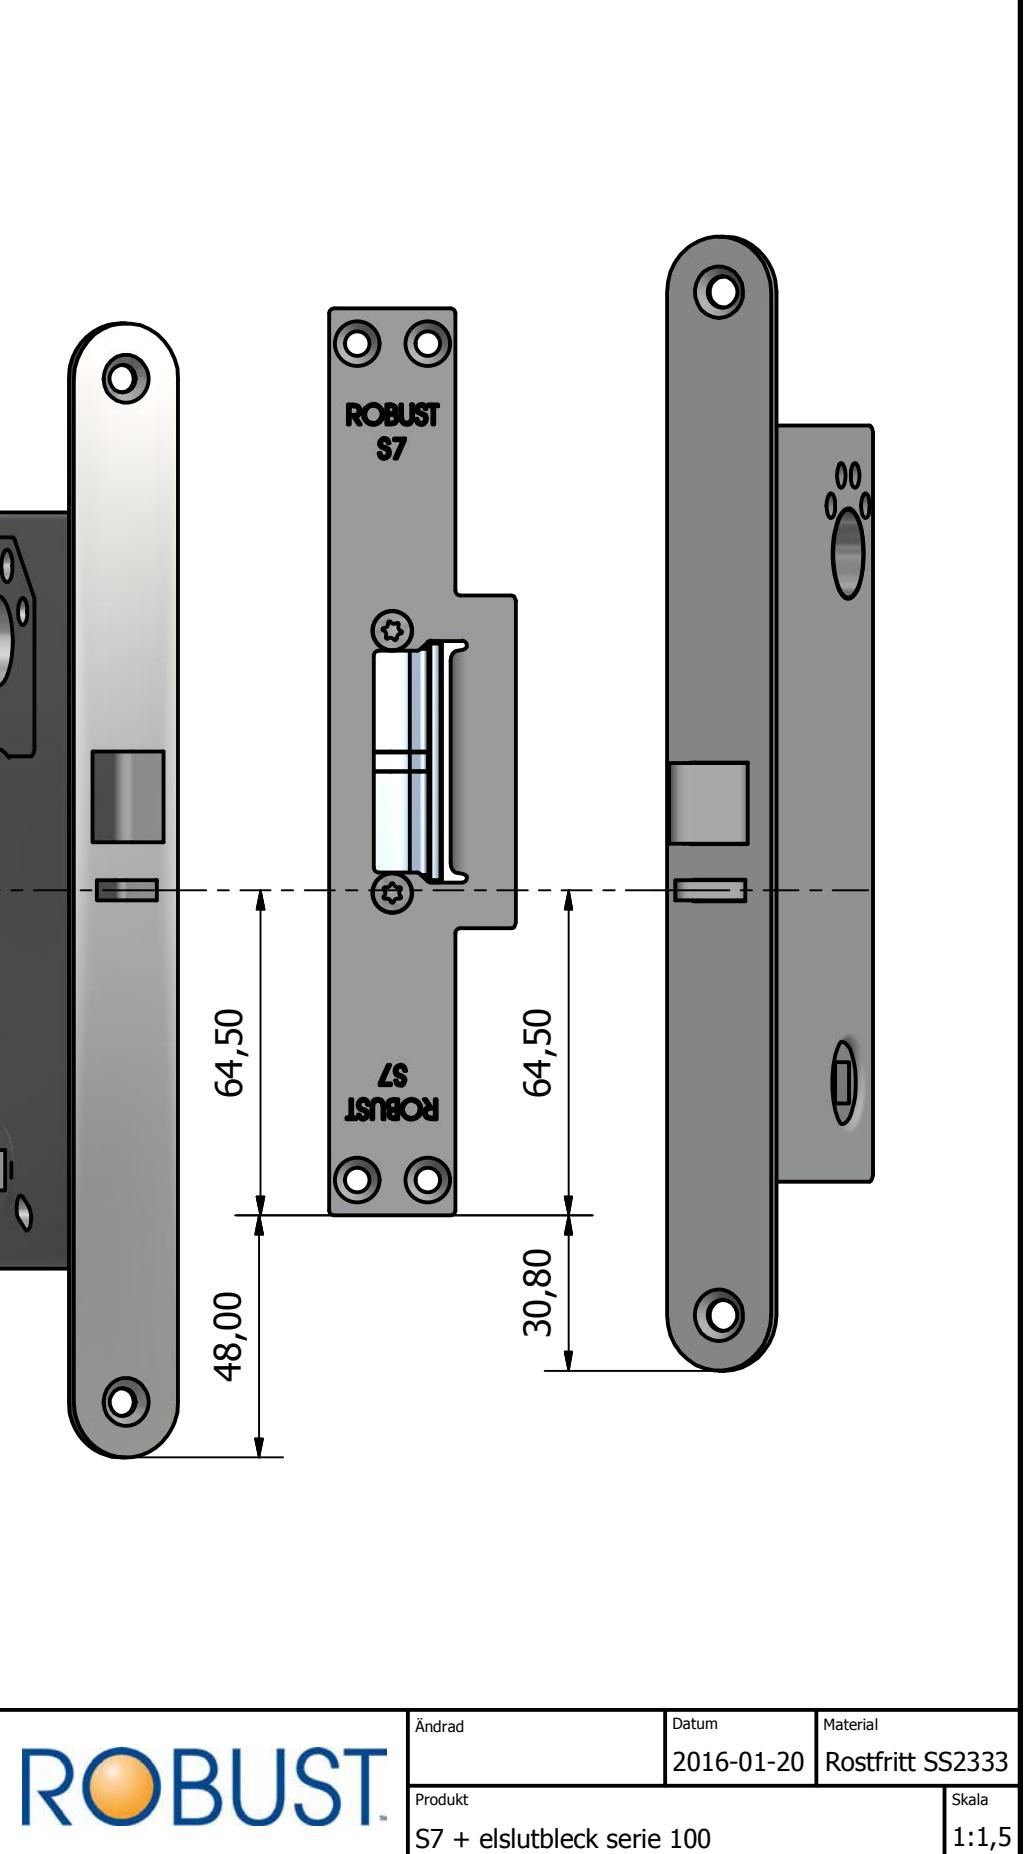 ROBUST
S7
64,50
64,50
S7
ROBUST
48,00
30,80
ROBUST
Ändrad
Datum
2016-01-20
Material
Rostfritt SS2333
Produkt
S7 + elslutbleck serie 100
Skala
1:1,5